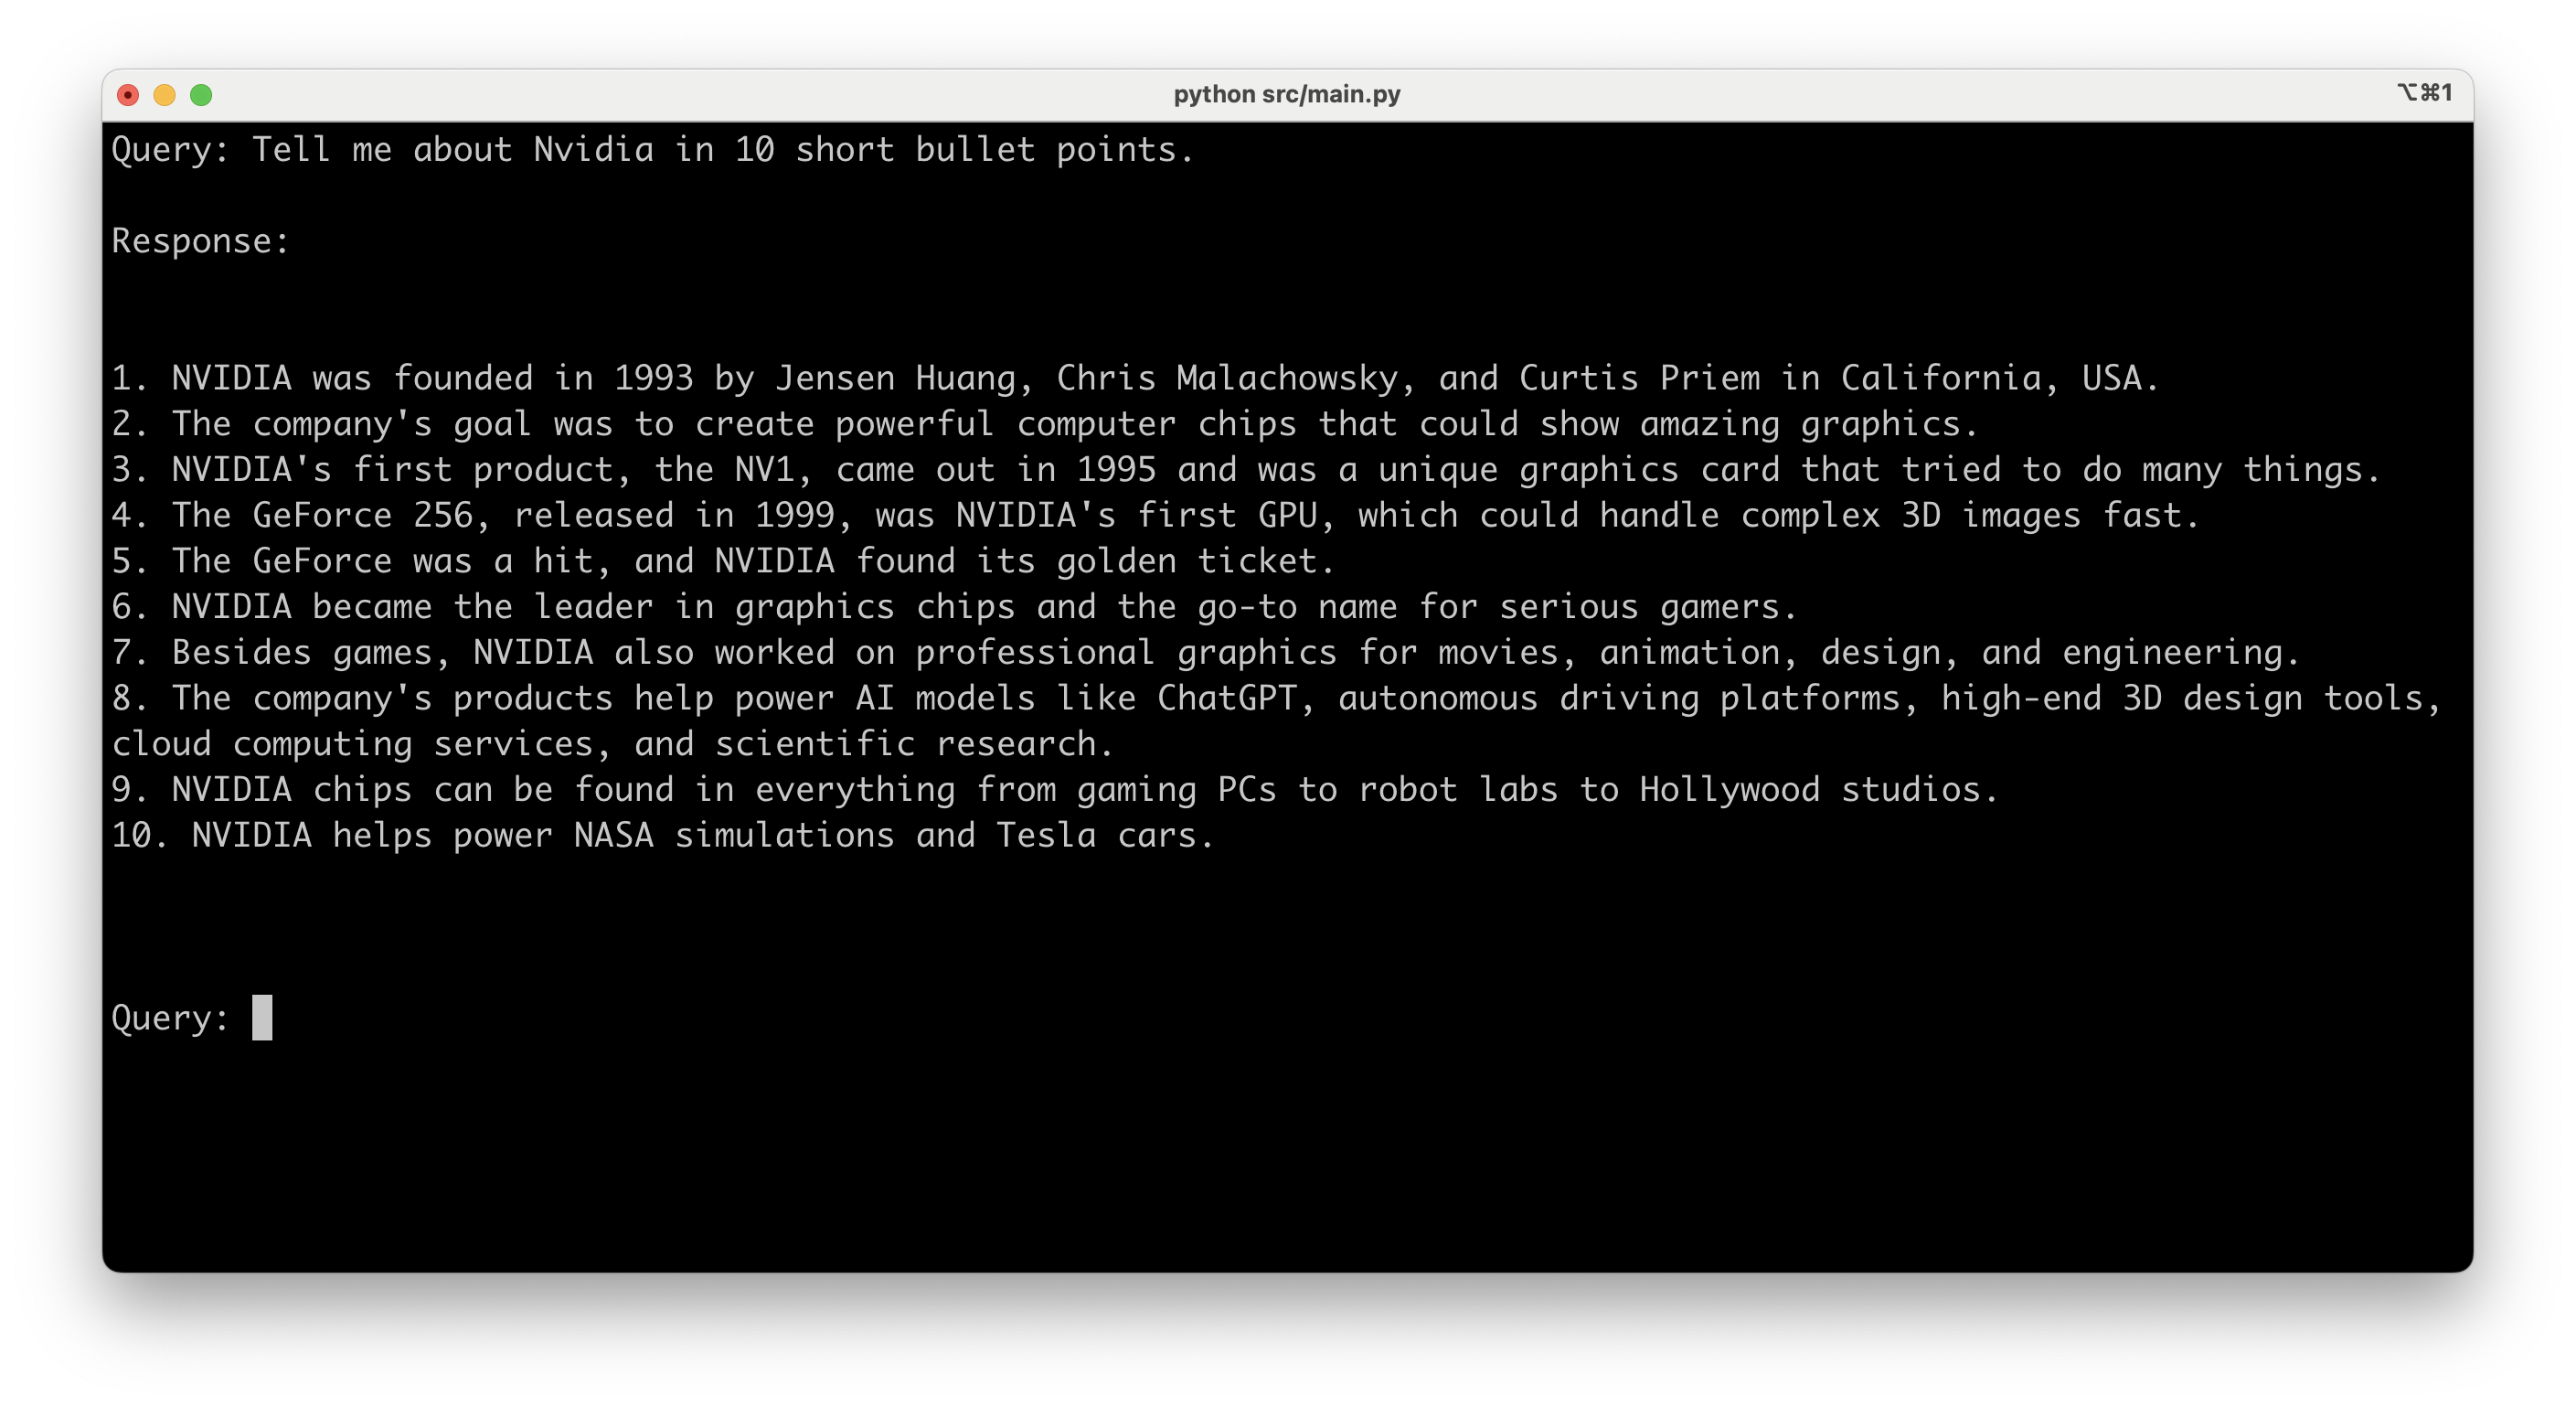 python src/main.py
⌥⌘1
Query: Tell me about Nvidia in 10 short bullet points.
Response:
1. NVIDIA was founded in 1993 by Jensen Huang, Chris Malachowsky, and Curtis Priem in California, USA.
2. The company's goal was to create powerful computer chips that could show amazing graphics.
3. NVIDIA's first product, the NV1, came out in 1995 and was a unique graphics card that tried to do many things.
4. The GeForce 256, released in 1999, was NVIDIA's first GPU, which could handle complex 3D images fast.
5. The GeForce was a hit, and NVIDIA found its golden ticket.
6. NVIDIA became the leader in graphics chips and the go-to name for serious gamers.
7. Besides games, NVIDIA also worked on professional graphics for movies, animation, design, and engineering.
8. The company's products help power AI models like ChatGPT, autonomous driving platforms, high-end 3D design tools,
cloud computing services, and scientific research.
9. NVIDIA chips can be found in everything from gaming PCs to robot labs to Hollywood studios.
10. NVIDIA helps power NASA simulations and Tesla cars.
Query: